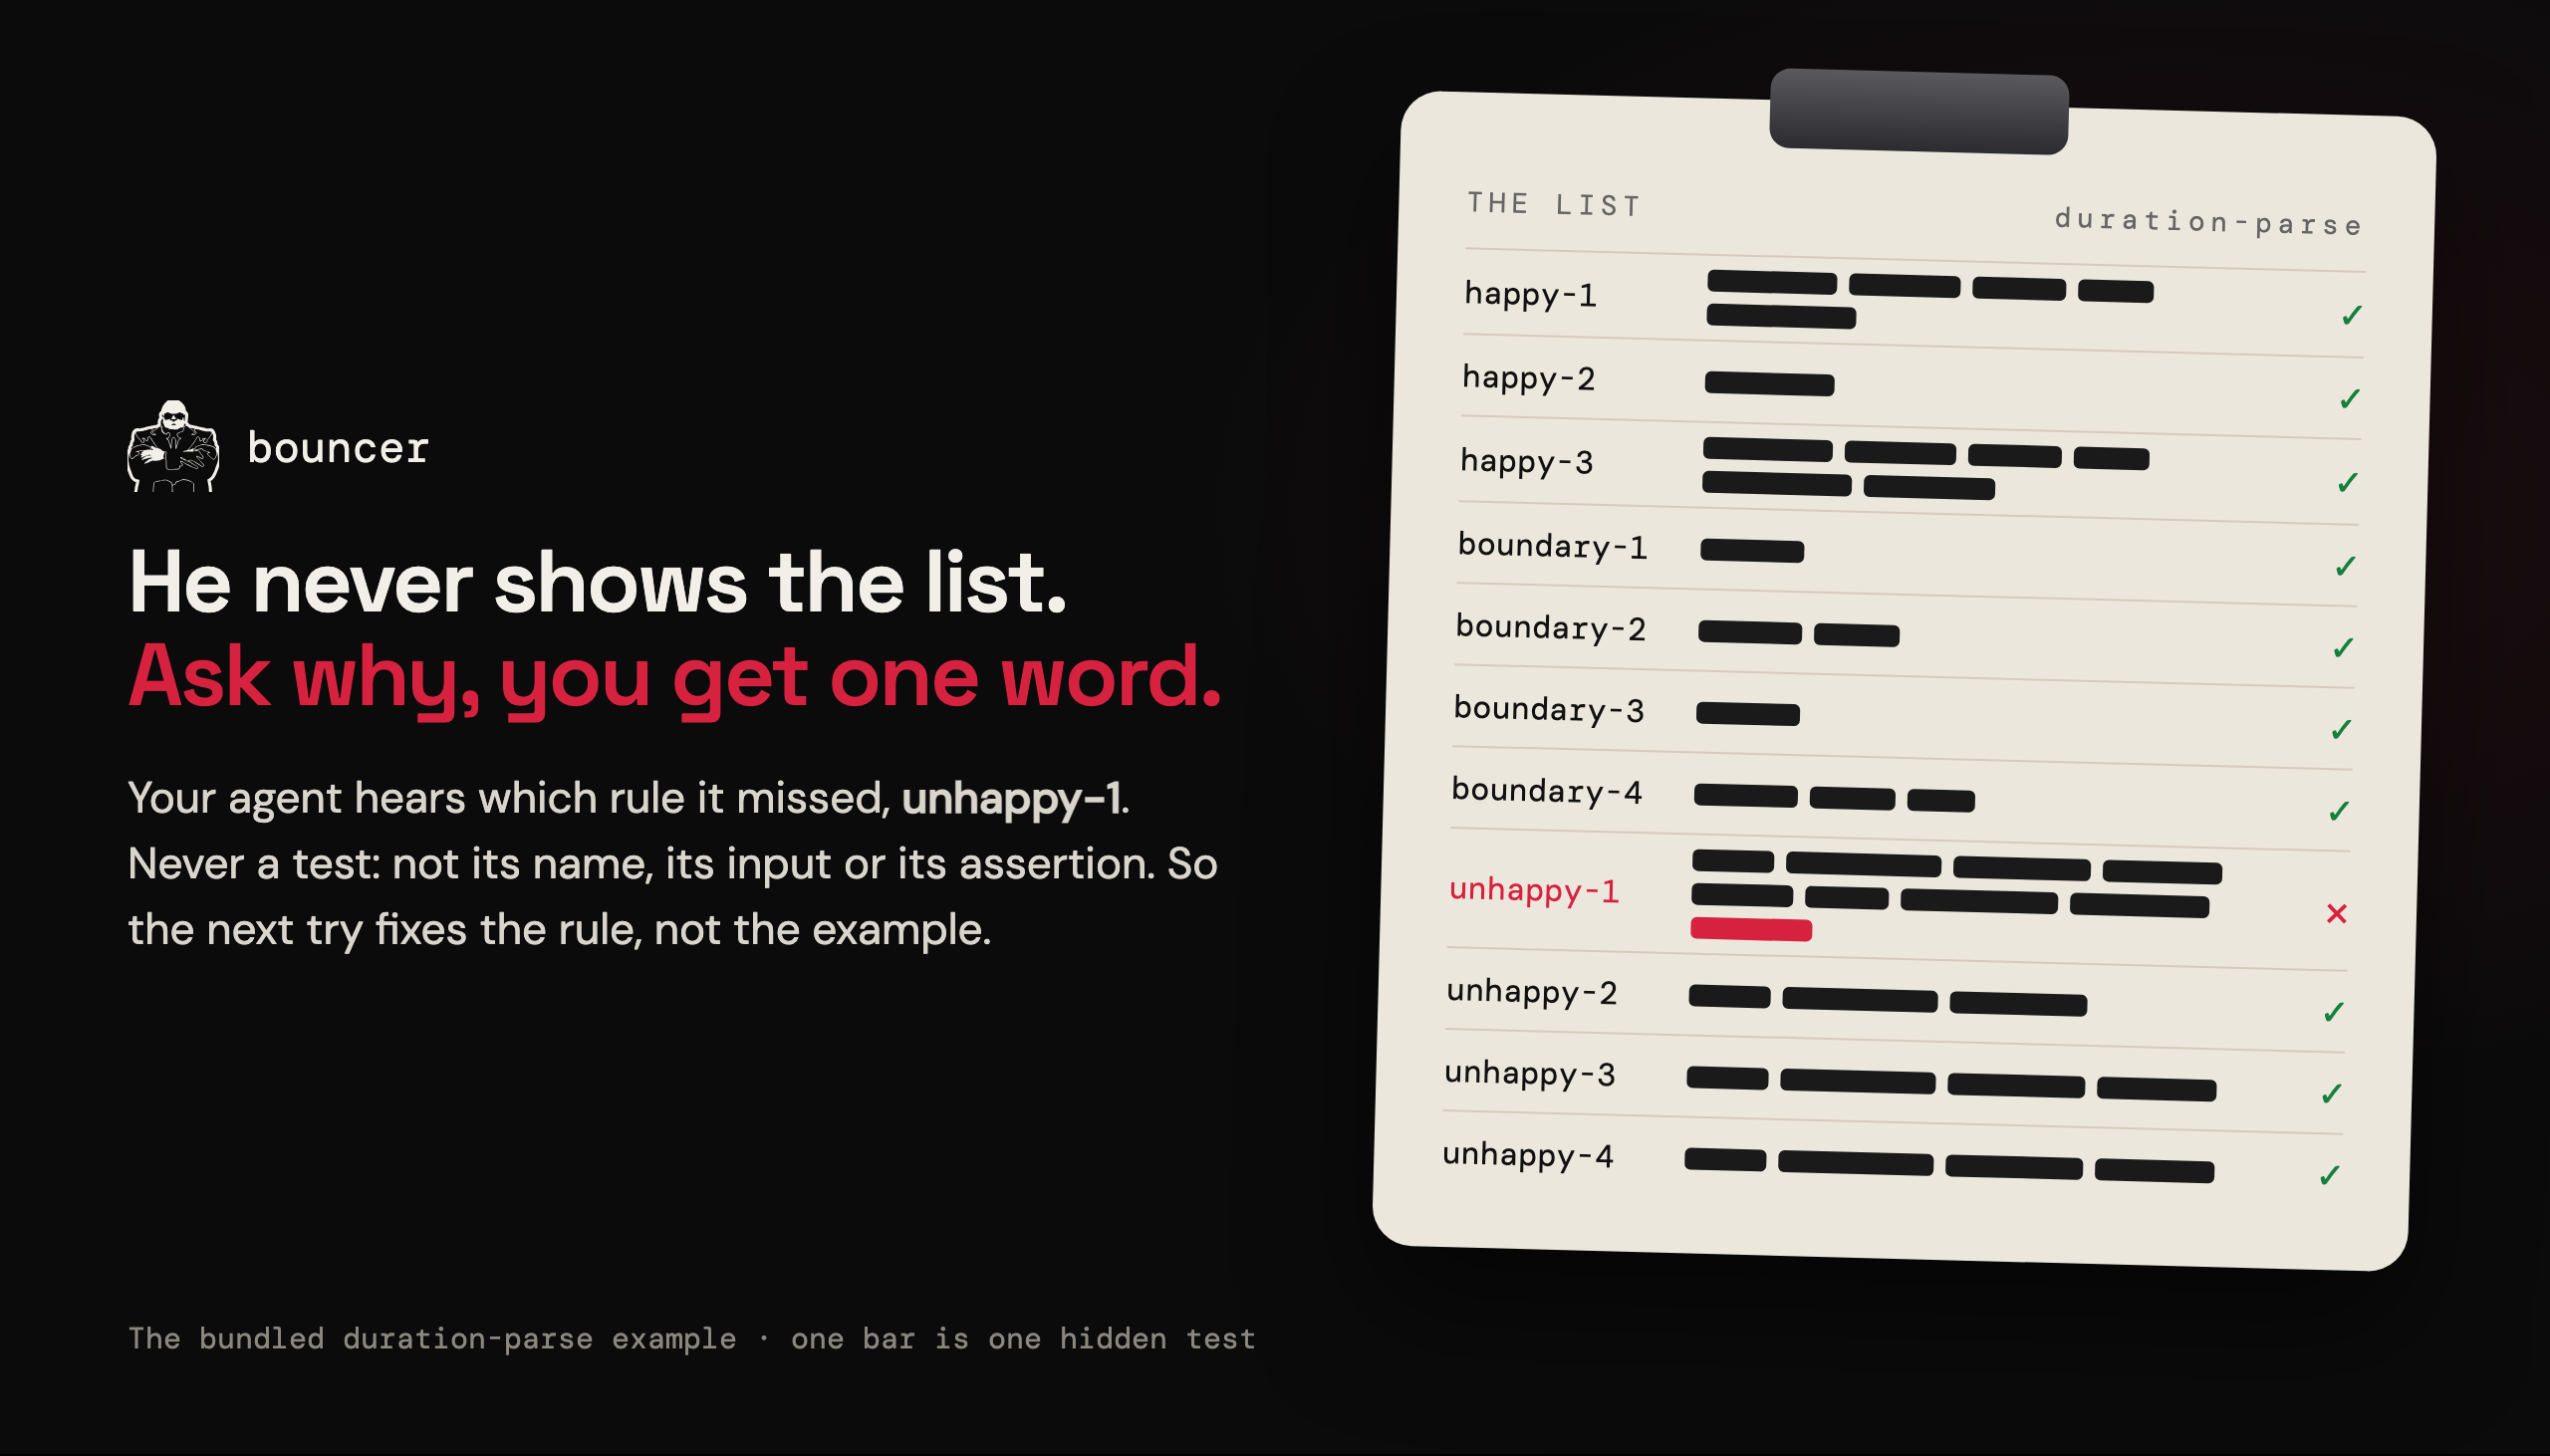 bouncer
He never shows the list.
Ask why, you get one word.
Your agent hears which rule it missed, unhappy-1.
Never a test: not its name, its input or its assertion. So
the next try fixes the rule, not the example.
The bundled duration-parse example · one bar is one hidden test
THE LIST
duration-parse
happy-1 ✓
happy-2 ✓
happy-3 ✓
boundary-1 ✓
boundary-2 ✓
boundary-3 ✓
boundary-4 ✓
unhappy-1 ✕
unhappy-2 ✓
unhappy-3 ✓
unhappy-4 ✓